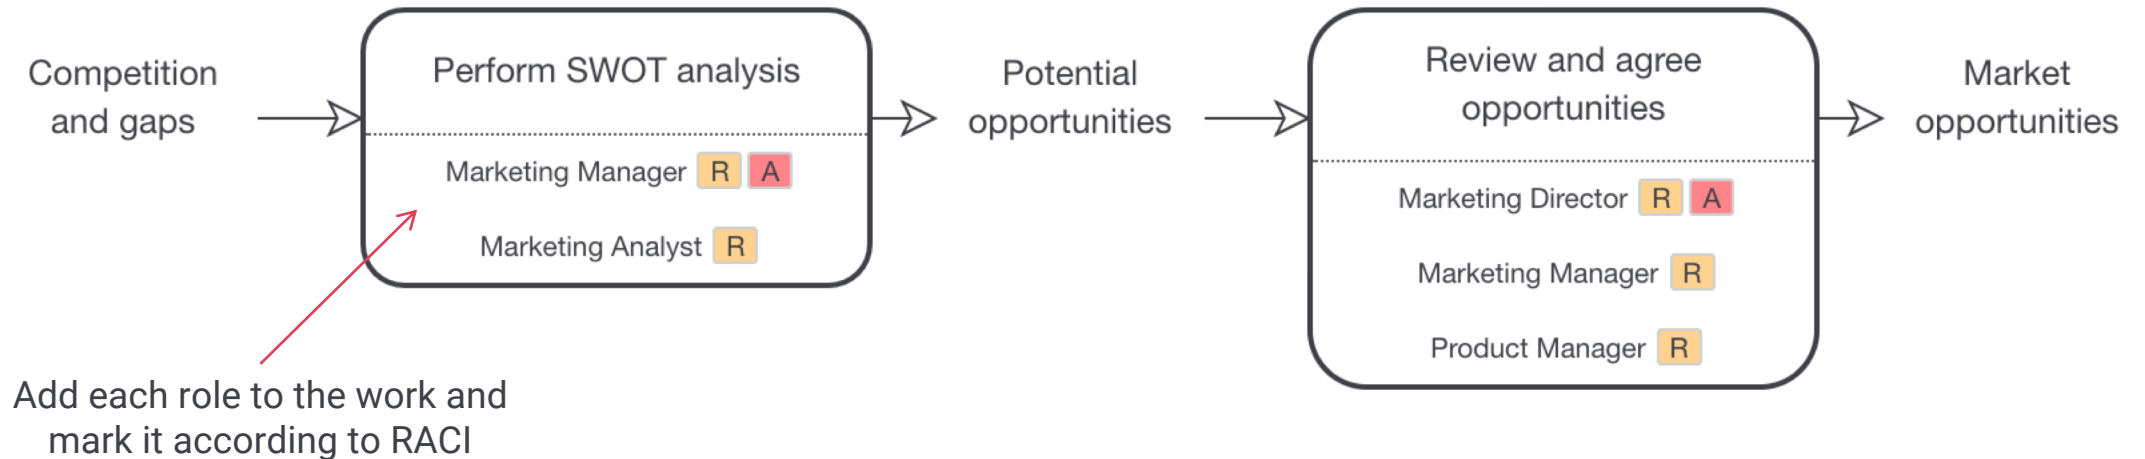 Competition
and gaps
Perform SWOT analysis
Marketing Manager R A
Marketing Analyst R
Potential
opportunities
Review and agree
opportunities
Marketing Director R A
Marketing Manager R
Product Manager R
Market
opportunities
Add each role to the work and
mark it according to RACI